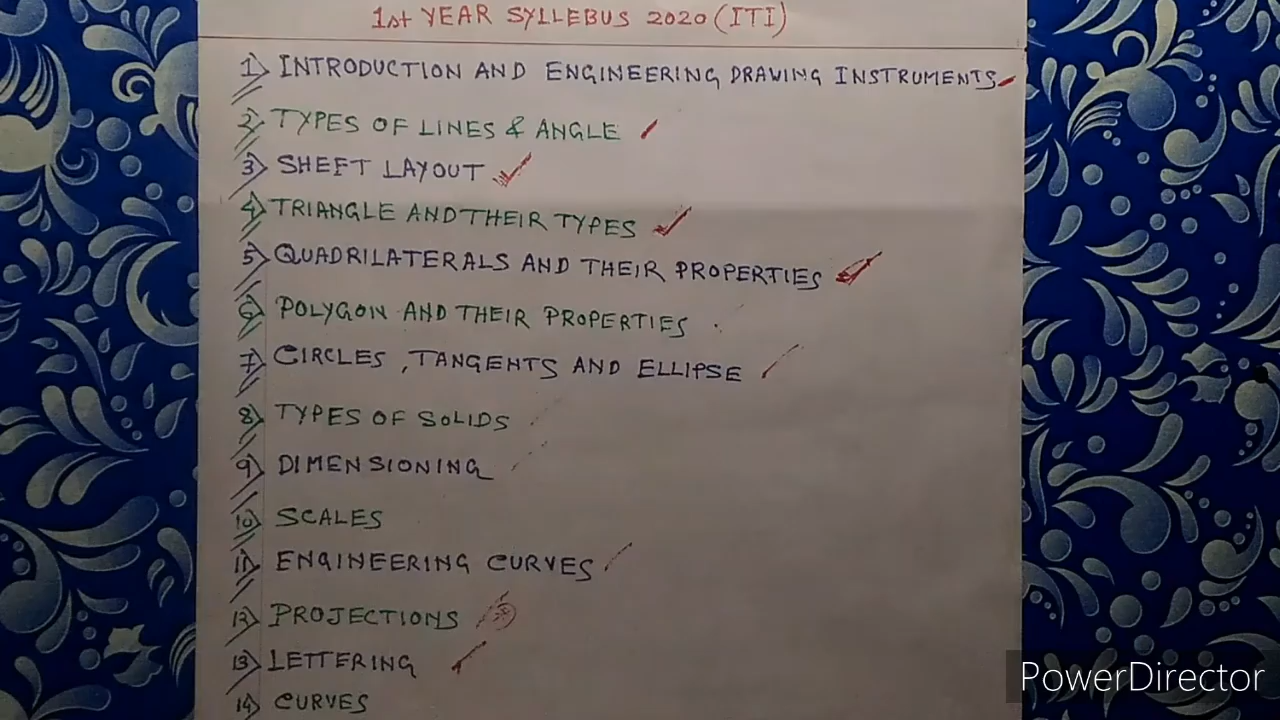 1st YEAR SYLLEBUS 2020 (ITI)
1) INTRODUCTION AND ENGINEERING DRAWING INSTRUMENTS
2) TYPES OF LINES & ANGLE
3) SHEET LAYOUT
4) TRIANGLE AND THEIR TYPES
5) QUADRILATERALS AND THEIR PROPERTIES
6) POLYGON AND THEIR PROPERTIES
7) CIRCLES, TANGENTS AND ELLIPSE
8) TYPES OF SOLIDS
9) DIMENSIONING
10) SCALES
11) ENGINEERING CURVES
12) PROJECTIONS
13) LETTERING
14) CURVES
PowerDirector